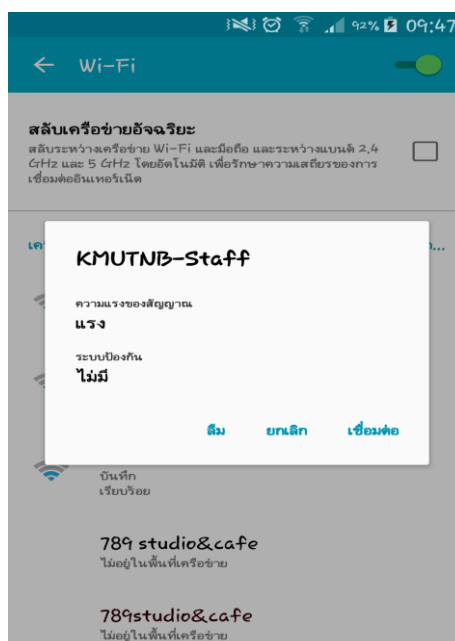 92% 09:47
Wi-Fi
สลับเครือข่ายอัจฉริยะ
สลับระหว่างเครือข่าย Wi-Fi และมือถือ และระหว่างแบนด์ 2,4
GHz และ 5 GHz โดยอัตโนมัติ เพื่อรักษาความเสถียรของการ
เชื่อมต่ออินเทอร์เน็ต
KMUTNB-Staff
ความแรงของสัญญาณ
แรง
ระบบป้องกัน
ไม่มี
ลืม ยกเลิก เชื่อมต่อ
บันทึก
เรียบร้อย
789 studio&cafe
ไม่อยู่ในพื้นที่เครือข่าย
789studio&cafe
ไม่อยู่ในพื้นที่เครือข่าย